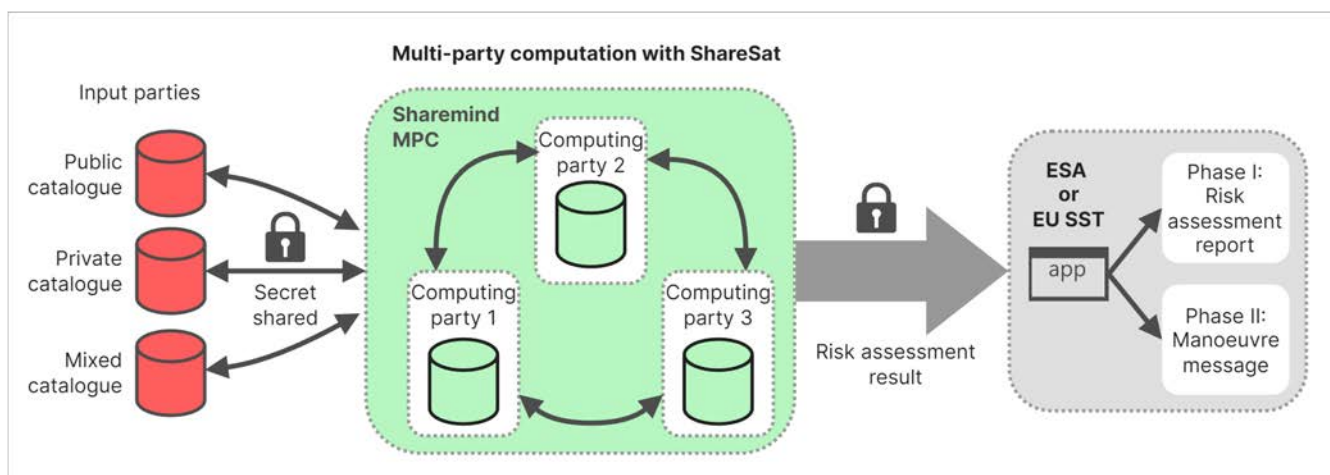 Multi-party computation with ShareSat
Input parties
Public
catalogue
Private
catalogue
Mixed
catalogue
Secret
shared
Sharemind
MPC
Computing
party 2
Computing
party 1
Computing
party 3
Risk assessment
result
ESA
or
EU SST
app
Phase I:
Risk
assessment
report
Phase II:
Manoeuvre
message